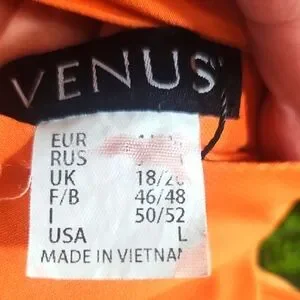 VENUS
EUR
RUS
UK 18/20
F/B 46/48
I 50/52
USA L
MADE IN VIETNAM